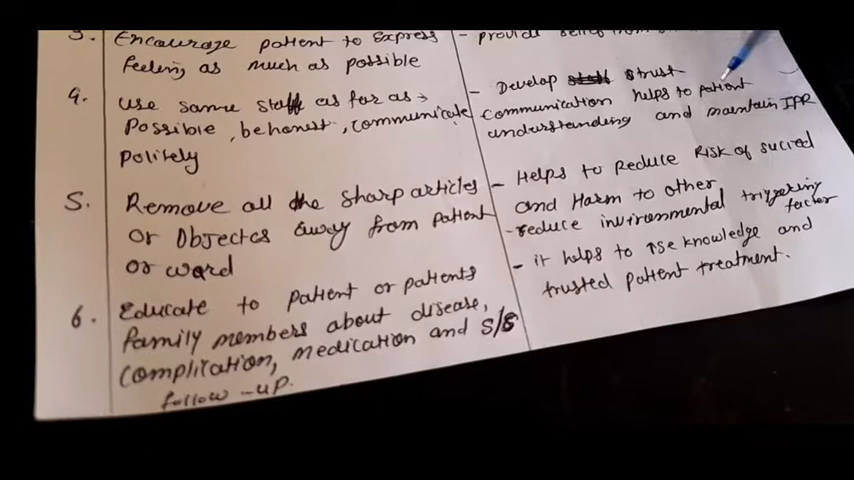 3. Encourage patient to Express
feeling as much as possible
4. use same staff as far as
Possible, be honest, communicate
politely
5. Remove all the sharp articles
or Objectes away from patient
or ward
6. Educate to patient or patients
family members about disease,
complication, medication and S/S
follow-up.
- provide
- Develop trust
communication helps to patient
understanding and maintain IPR
- Helps to Reduce Risk of sucied
and Harm to other
- reduce invironmental triggering
factor
- it helps to ↑se knowledge and
trusted patient treatment.